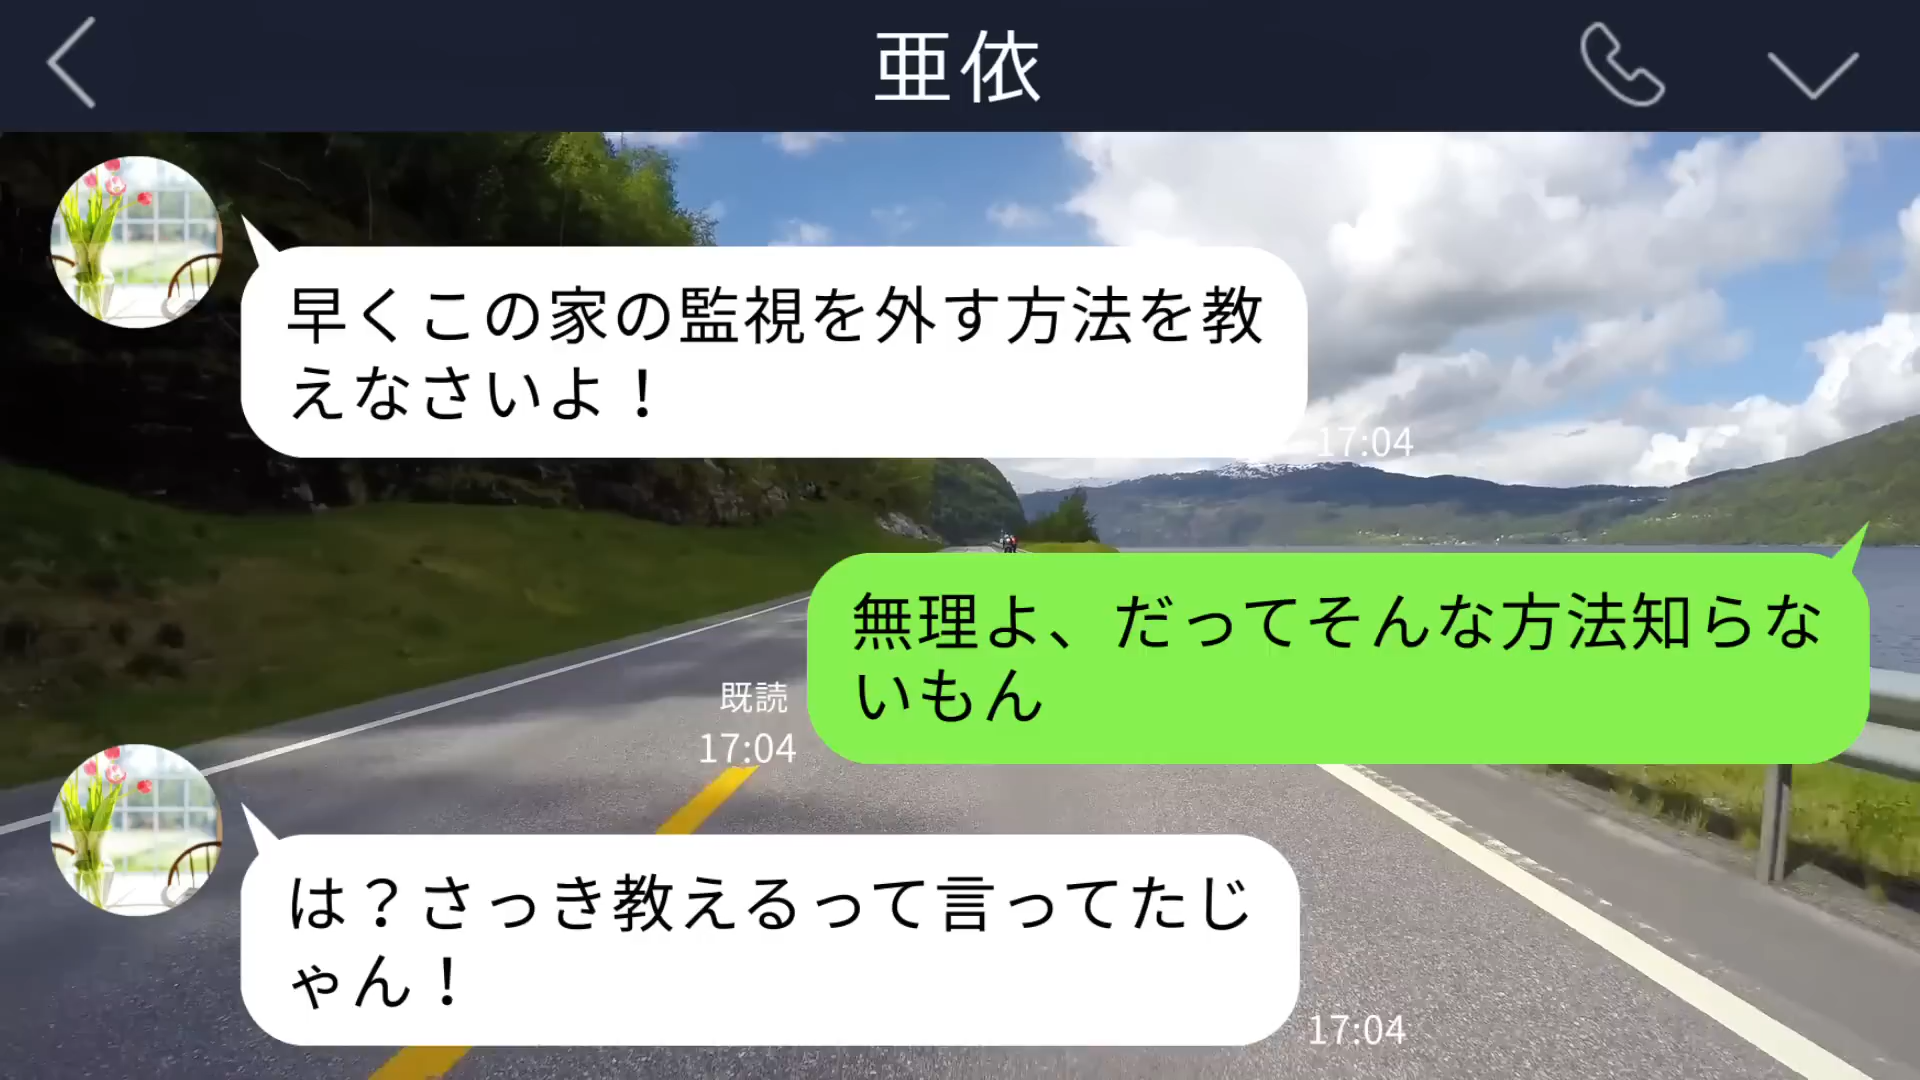 亜依
早くこの家の監視を外す方法を教
えなさいよ！
17:04
無理よ、だってそんな方法知らな
いもん
既読
17:04
は？さっき教えるって言ってたじ
ゃん！
17:04